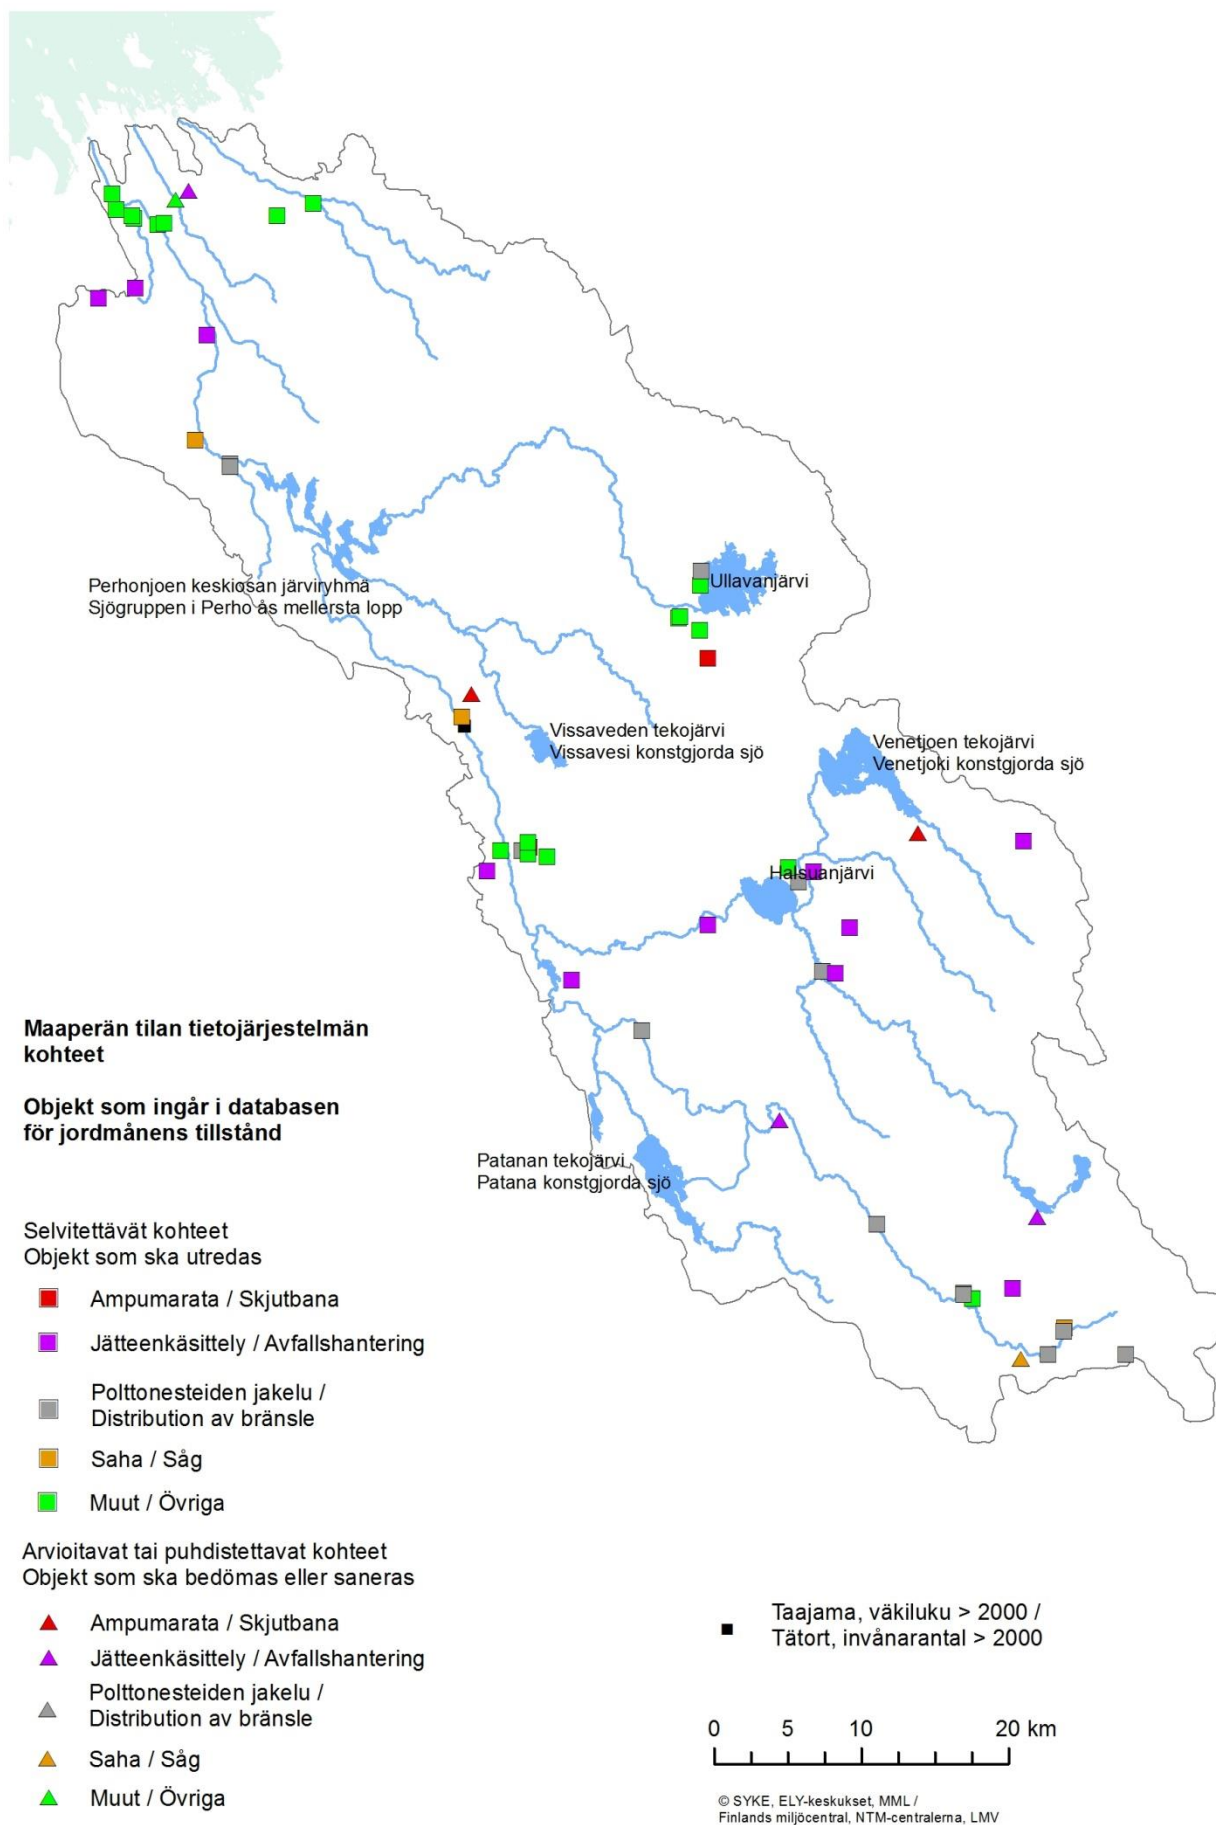 Perhonjoen keskiosan järviryhmä
Sjögruppen i Perho ås mellersta lopp
Ullavanjärvi
Vissaveden tekojärvi
Vissavesi konstgjorda sjö
Venetjoen tekojärvi
Venetjoki konstgjorda sjö
Halsuanjärvi
Patanan tekojärvi
Patana konstgjorda sjö
Maaperän tilan tietojärjestelmän
kohteet
Objekt som ingår i databasen
för jordmånens tillstånd
Selvitettävät kohteet
Objekt som ska utredas
Ampumarata / Skjutbana
Jätteenkäsittely / Avfallshantering
Polttonesteiden jakelu /
Distribution av bränsle
Saha / Såg
Muut / Övriga
Arvioitavat tai puhdistettavat kohteet
Objekt som ska bedömas eller saneras
Ampumarata / Skjutbana
Jätteenkäsittely / Avfallshantering
Polttonesteiden jakelu /
Distribution av bränsle
Saha / Såg
Muut / Övriga
Taajama, väkiluku > 2000 /
Tätort, invånarantal > 2000
0 5 10 20 km
© SYKE, ELY-keskukset, MML /
Finlands miljöcentral, NTM-centralerna, LMV